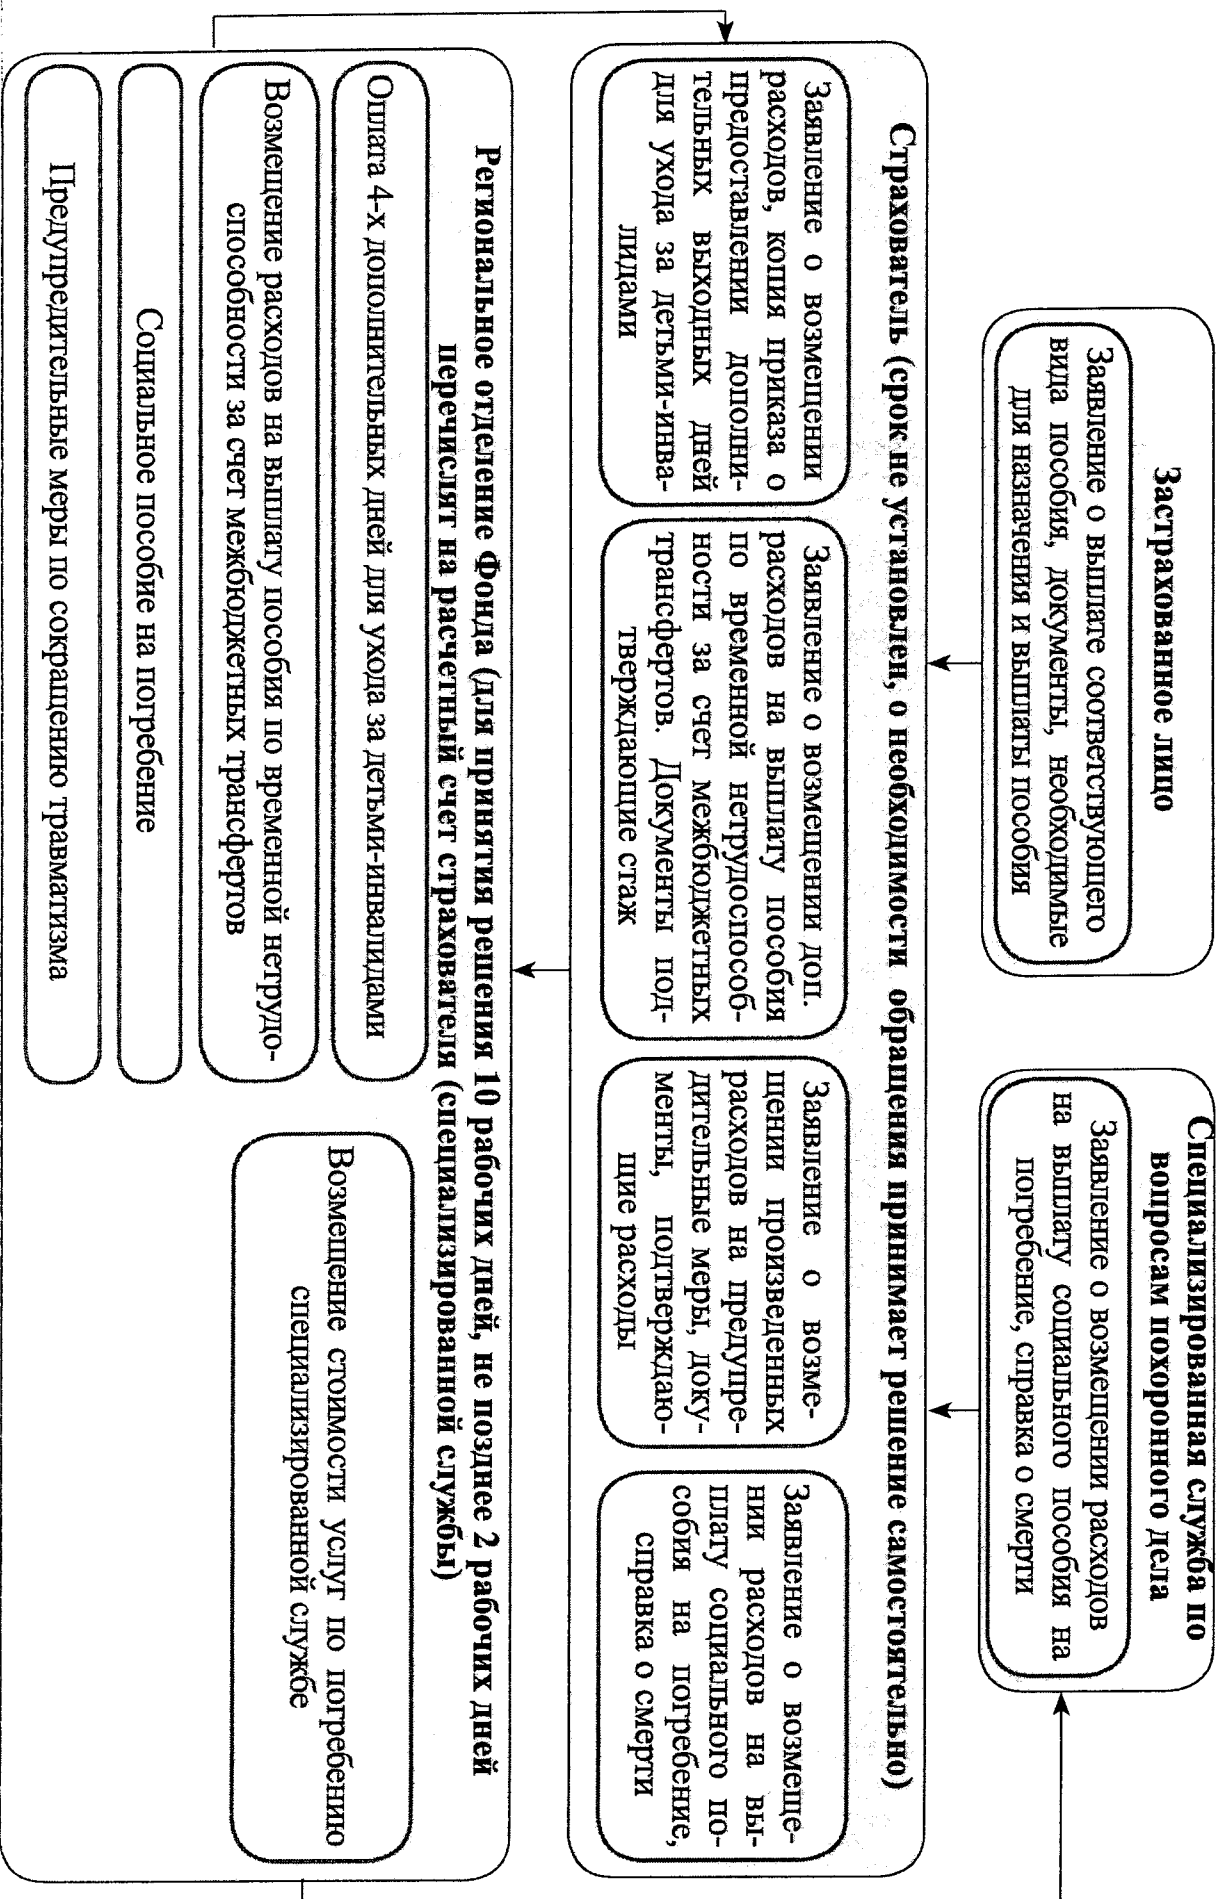 Застрахованное лицо
Заявление о выплате соответствующего
вида пособия, документы, необходимые
для назначения и выплаты пособия
Специализированная служба по
вопросам похоронного дела
Заявление о возмещении расходов
на выплату социального пособия на
погребение, справка о смерти
Страхователь (срок не установлен, о необходимости обращения принимает решение самостоятельно)
Заявление о возмещении
расходов, копия приказа о
предоставлении дополни-
тельных выходных дней
для ухода за детьми-инва-
лидами
Заявление о возмещении доп.
расходов на выплату пособия
по временной нетрудоспособ-
ности за счет межбюджетных
трансфертов. Документы под-
тверждающие стаж
Заявление о возме-
щении произведенных
расходов на предупре-
дительные меры, доку-
менты, подтверждаю-
щие расходы
Заявление о возмеще-
нии расходов на вы-
плату социального по-
собия на погребение,
справка о смерти
Региональное отделение Фонда (для принятия решения 10 рабочих дней, не позднее 2 рабочих дней
перечислят на расчетный счет страхователя (специализированной службы)
Оплата 4-х дополнительных дней для ухода за детьми-инвалидами
Возмещение расходов на выплату пособия по временной нетрудо-
способности за счет межбюджетных трансфертов
Социальное пособие на погребение
Предупредительные меры по сокращению травматизма
Возмещение стоимости услуг по погребению
специализированной службе